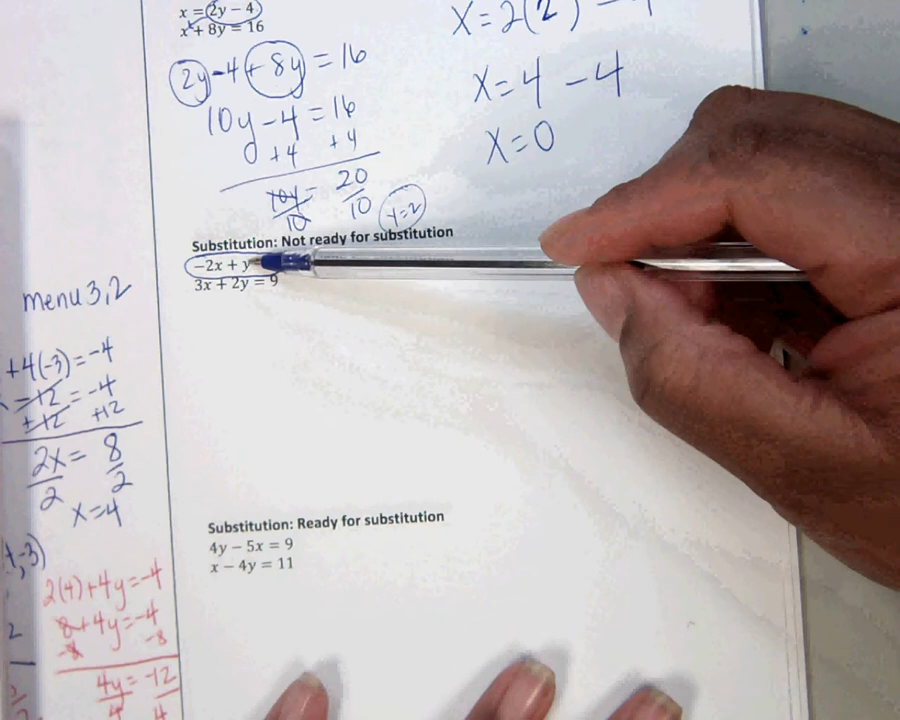 x = 2y − 4
x + 8y = 16
2y - 4 + 8y = 16
10y - 4 = 16
+4 +4
10y = 20
10 10
y=2
x = 2(2) -
x = 4 - 4
x = 0
Substitution: Not ready for substitution
−2x + y
3x + 2y = 9
menu 3,2
+4(-3) = -4
-12 = -4
+12 +12
2x = 8
2 2
x=4
2(4)+4y=-4
8+4y=-4
-8 -8
4y = -12
4 4
Substitution: Ready for substitution
4y − 5x = 9
x − 4y = 11